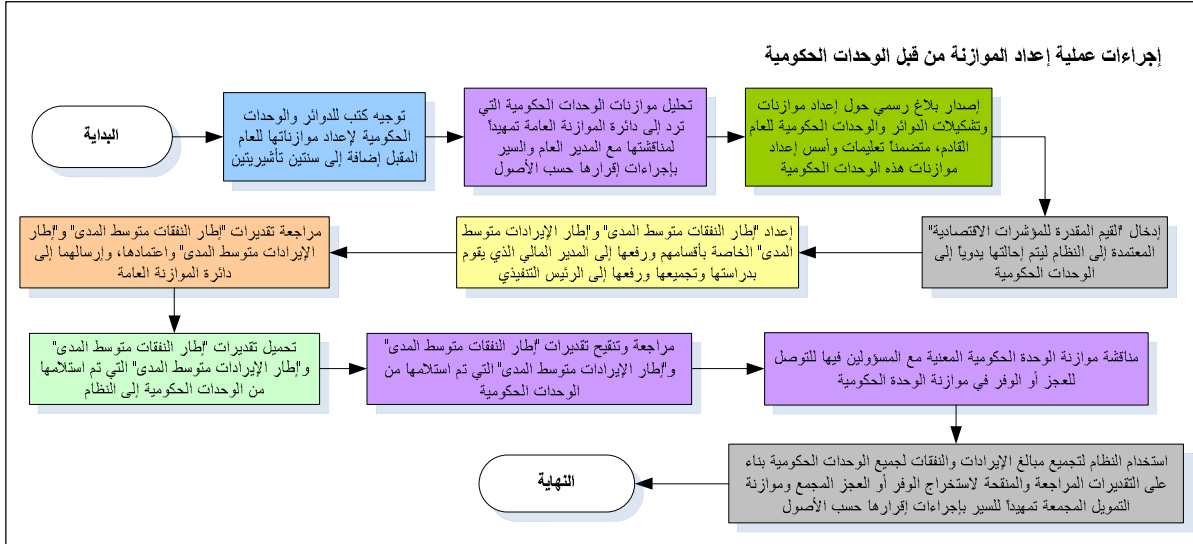 إجراءات عملية إعداد الموازنة من قبل الوحدات الحكومية
البداية
توجيه كتب للدوائر والوحدات
الحكومية لإعداد موازناتها للعام
المقبل إضافة إلى سنتين تأشيريتين
تحليل موازنات الوحدات الحكومية التي
ترد إلى دائرة الموازنة العامة تمهيداً
لمناقشتها مع المدير العام والسير
بإجراءات إقرارها حسب الأصول
إصدار بلاغ رسمي حول إعداد موازنات
وتشكيلات الدوائر والوحدات الحكومية للعام
القادم، متضمناً تعليمات وأسس إعداد
موازنات هذه الوحدات الحكومية
إدخال "القيم المقدرة للمؤشرات الاقتصادية"
المعتمدة إلى النظام ليتم إحالتها يدوياً إلى
الوحدات الحكومية
إعداد "إطار النفقات متوسط المدى" و"إطار الإيرادات متوسط
المدى" الخاصة بأقسامهم ورفعها إلى المدير المالي الذي يقوم
بدراستها وتجميعها ورفعها إلى الرئيس التنفيذي
مراجعة تقديرات "إطار النفقات متوسط المدى" و"إطار
الإيرادات متوسط المدى" واعتمادها، وإرسالهما إلى
دائرة الموازنة العامة
تحميل تقديرات "إطار النفقات متوسط المدى"
و"إطار الإيرادات متوسط المدى" التي تم استلامها
من الوحدات الحكومية إلى النظام
مراجعة وتنقيح تقديرات "إطار النفقات متوسط المدى"
و"إطار الإيرادات متوسط المدى" التي تم استلامها من
الوحدات الحكومية
مناقشة موازنة الوحدة الحكومية المعنية مع المسؤولين فيها للتوصل
للعجز أو الوفر في موازنة الوحدة الحكومية
استخدام النظام لتجميع مبالغ الإيرادات والنفقات لجميع الوحدات الحكومية بناء
على التقديرات المراجعة والمنقحة لاستخراج الوفر أو العجز المجمع وموازنة
التمويل المجمعة تمهيداً للسير بإجراءات إقرارها حسب الأصول
النهاية